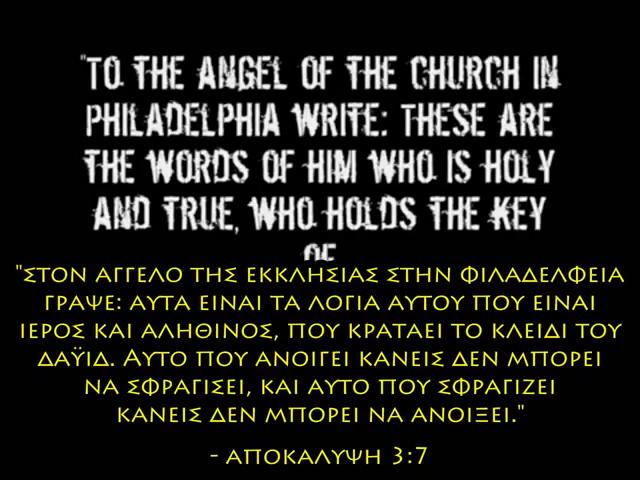 "TO THE ANGEL OF THE CHURCH IN
PHILADELPHIA WRITE: THESE ARE
THE WORDS OF HIM WHO IS HOLY
AND TRUE, WHO HOLDS THE KEY
OF
"ΣΤΟΝ ΑΓΓΕΛΟ ΤΗΣ ΕΚΚΛΗΣΙΑΣ ΣΤΗΝ ΦΙΛΑΔΕΛΦΕΙΑ
ΓΡΑΨΕ: ΑΥΤΑ ΕΙΝΑΙ ΤΑ ΛΟΓΙΑ ΑΥΤΟΥ ΠΟΥ ΕΙΝΑΙ
ΙΕΡΟΣ ΚΑΙ ΑΛΗΘΙΝΟΣ, ΠΟΥ ΚΡΑΤΑΕΙ ΤΟ ΚΛΕΙΔΙ ΤΟΥ
ΔΑΫΙΔ. ΑΥΤΟ ΠΟΥ ΑΝΟΙΓΕΙ ΚΑΝΕΙΣ ΔΕΝ ΜΠΟΡΕΙ
ΝΑ ΣΦΡΑΓΙΣΕΙ, ΚΑΙ ΑΥΤΟ ΠΟΥ ΣΦΡΑΓΙΖΕΙ
ΚΑΝΕΙΣ ΔΕΝ ΜΠΟΡΕΙ ΝΑ ΑΝΟΙΞΕΙ."
- ΑΠΟΚΑΛΥΨΗ 3:7